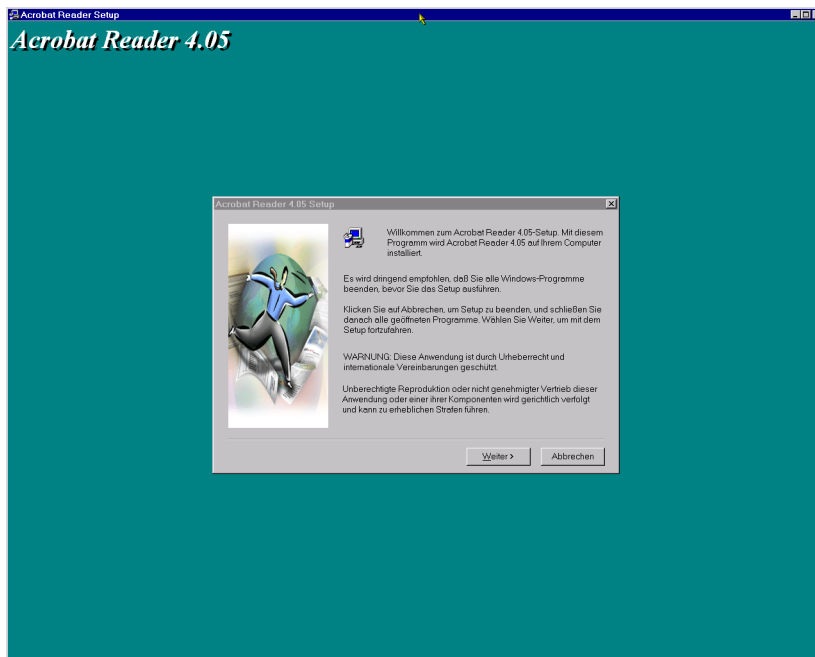 Acrobat Reader Setup
Acrobat Reader 4.05
Acrobat Reader 4.05 Setup
Willkommen zum Acrobat Reader 4.05-Setup. Mit diesem
Programm wird Acrobat Reader 4.05 auf Ihrem Computer
installiert.
Es wird dringend empfohlen, daß Sie alle Windows-Programme
beenden, bevor Sie das Setup ausführen.
Klicken Sie auf Abbrechen, um Setup zu beenden, und schließen Sie
danach alle geöffneten Programme. Wählen Sie Weiter, um mit dem
Setup fortzufahren.
WARNUNG: Diese Anwendung ist durch Urheberrecht und
internationale Vereinbarungen geschützt.
Unberechtigte Reproduktion oder nicht genehmigter Vertrieb dieser
Anwendung oder einer ihrer Komponenten wird gerichtlich verfolgt
und kann zu erheblichen Strafen führen.
Weiter >
Abbrechen